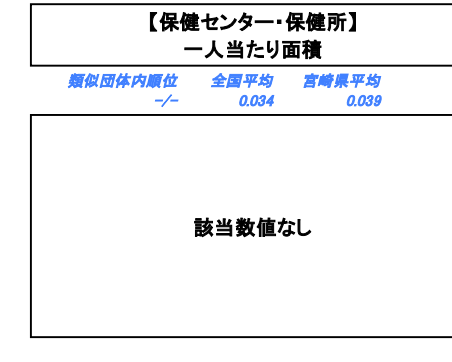 【保健センター・保健所】
一人当たり面積
類似団体内順位 全国平均 宮崎県平均
-/- 0.034 0.039
該当数値なし